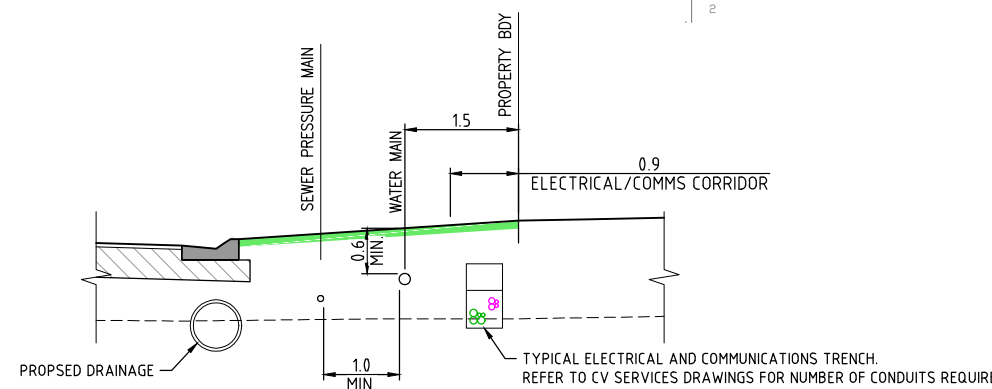 2
SEWER PRESSURE MAIN
WATER MAIN
PROPERTY BDY
1.5
0.9
ELECTRICAL/COMMS CORRIDOR
0.6
MIN.
1.0
MIN
PROPSED DRAINAGE
TYPICAL ELECTRICAL AND COMMUNICATIONS TRENCH.
REFER TO CV SERVICES DRAWINGS FOR NUMBER OF CONDUITS REQUIRE